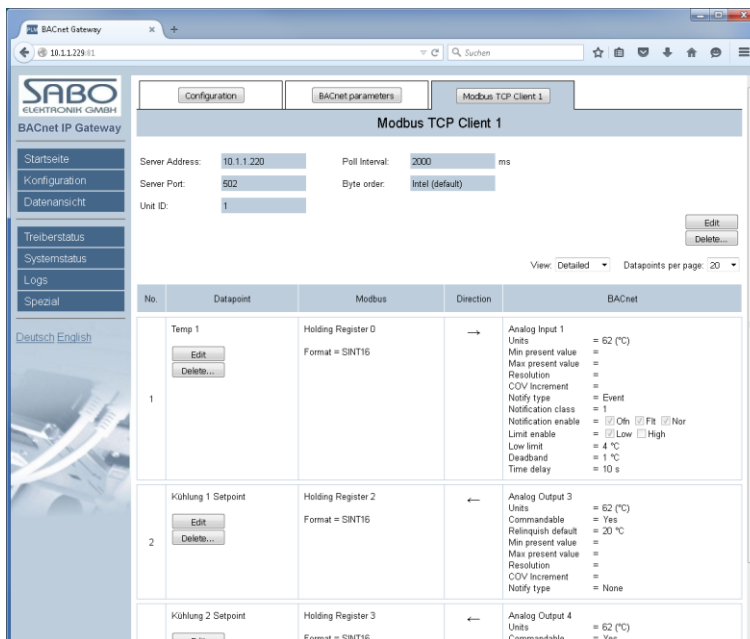 BACnet Gateway
10.1.1.229:81
Suchen
SABO
ELEKTRONIK GMBH
BACnet IP Gateway
Startseite
Konfiguration
Datenansicht
Treiberstatus
Systemstatus
Logs
Spezial
Deutsch English
Configuration
BACnet parameters
Modbus TCP Client 1
Modbus TCP Client 1
Server Address: 10.1.1.220 Poll Interval: 2000 ms
Server Port: 502 Byte order: Intel (default)
Unit ID: 1
Edit
Delete...
View: Detailed Datapoints per page: 20
No. Datapoint Modbus Direction BACnet
1
Temp 1
Edit
Delete...
Holding Register 0
Format = SINT16
→
Analog Input 1
Units = 62 (°C)
Min present value =
Max present value =
Resolution =
COV Increment =
Notify type = Event
Notification class = 1
Notification enable = Ofn Flt Nor
Limit enable = Low High
Low limit = 4 °C
Deadband = 1 °C
Time delay = 10 s
2
Kühlung 1 Setpoint
Edit
Delete...
Holding Register 2
Format = SINT16
←
Analog Output 3
Units = 62 (°C)
Commandable = Yes
Relinquish default = 20 °C
Min present value =
Max present value =
Resolution =
COV Increment =
Notify type = None
Kühlung 2 Setpoint
Edit
Holding Register 3
Format = SINT16
←
Analog Output 4
Units = 62 (°C)
Commandable = Yes